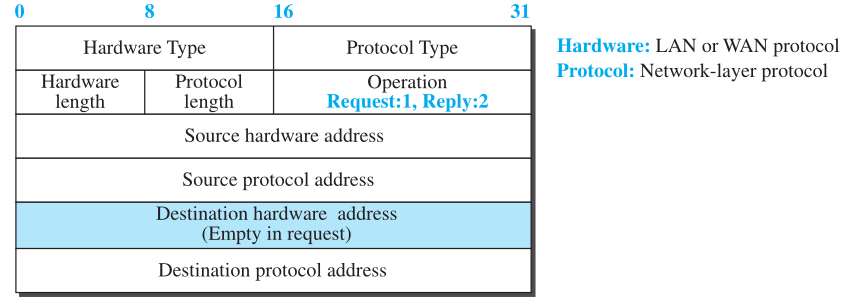 0 8 16 31
Hardware Type Protocol Type
Hardware length Protocol length Operation
Request:1, Reply:2
Source hardware address
Source protocol address
Destination hardware address
(Empty in request)
Destination protocol address
Hardware: LAN or WAN protocol
Protocol: Network-layer protocol